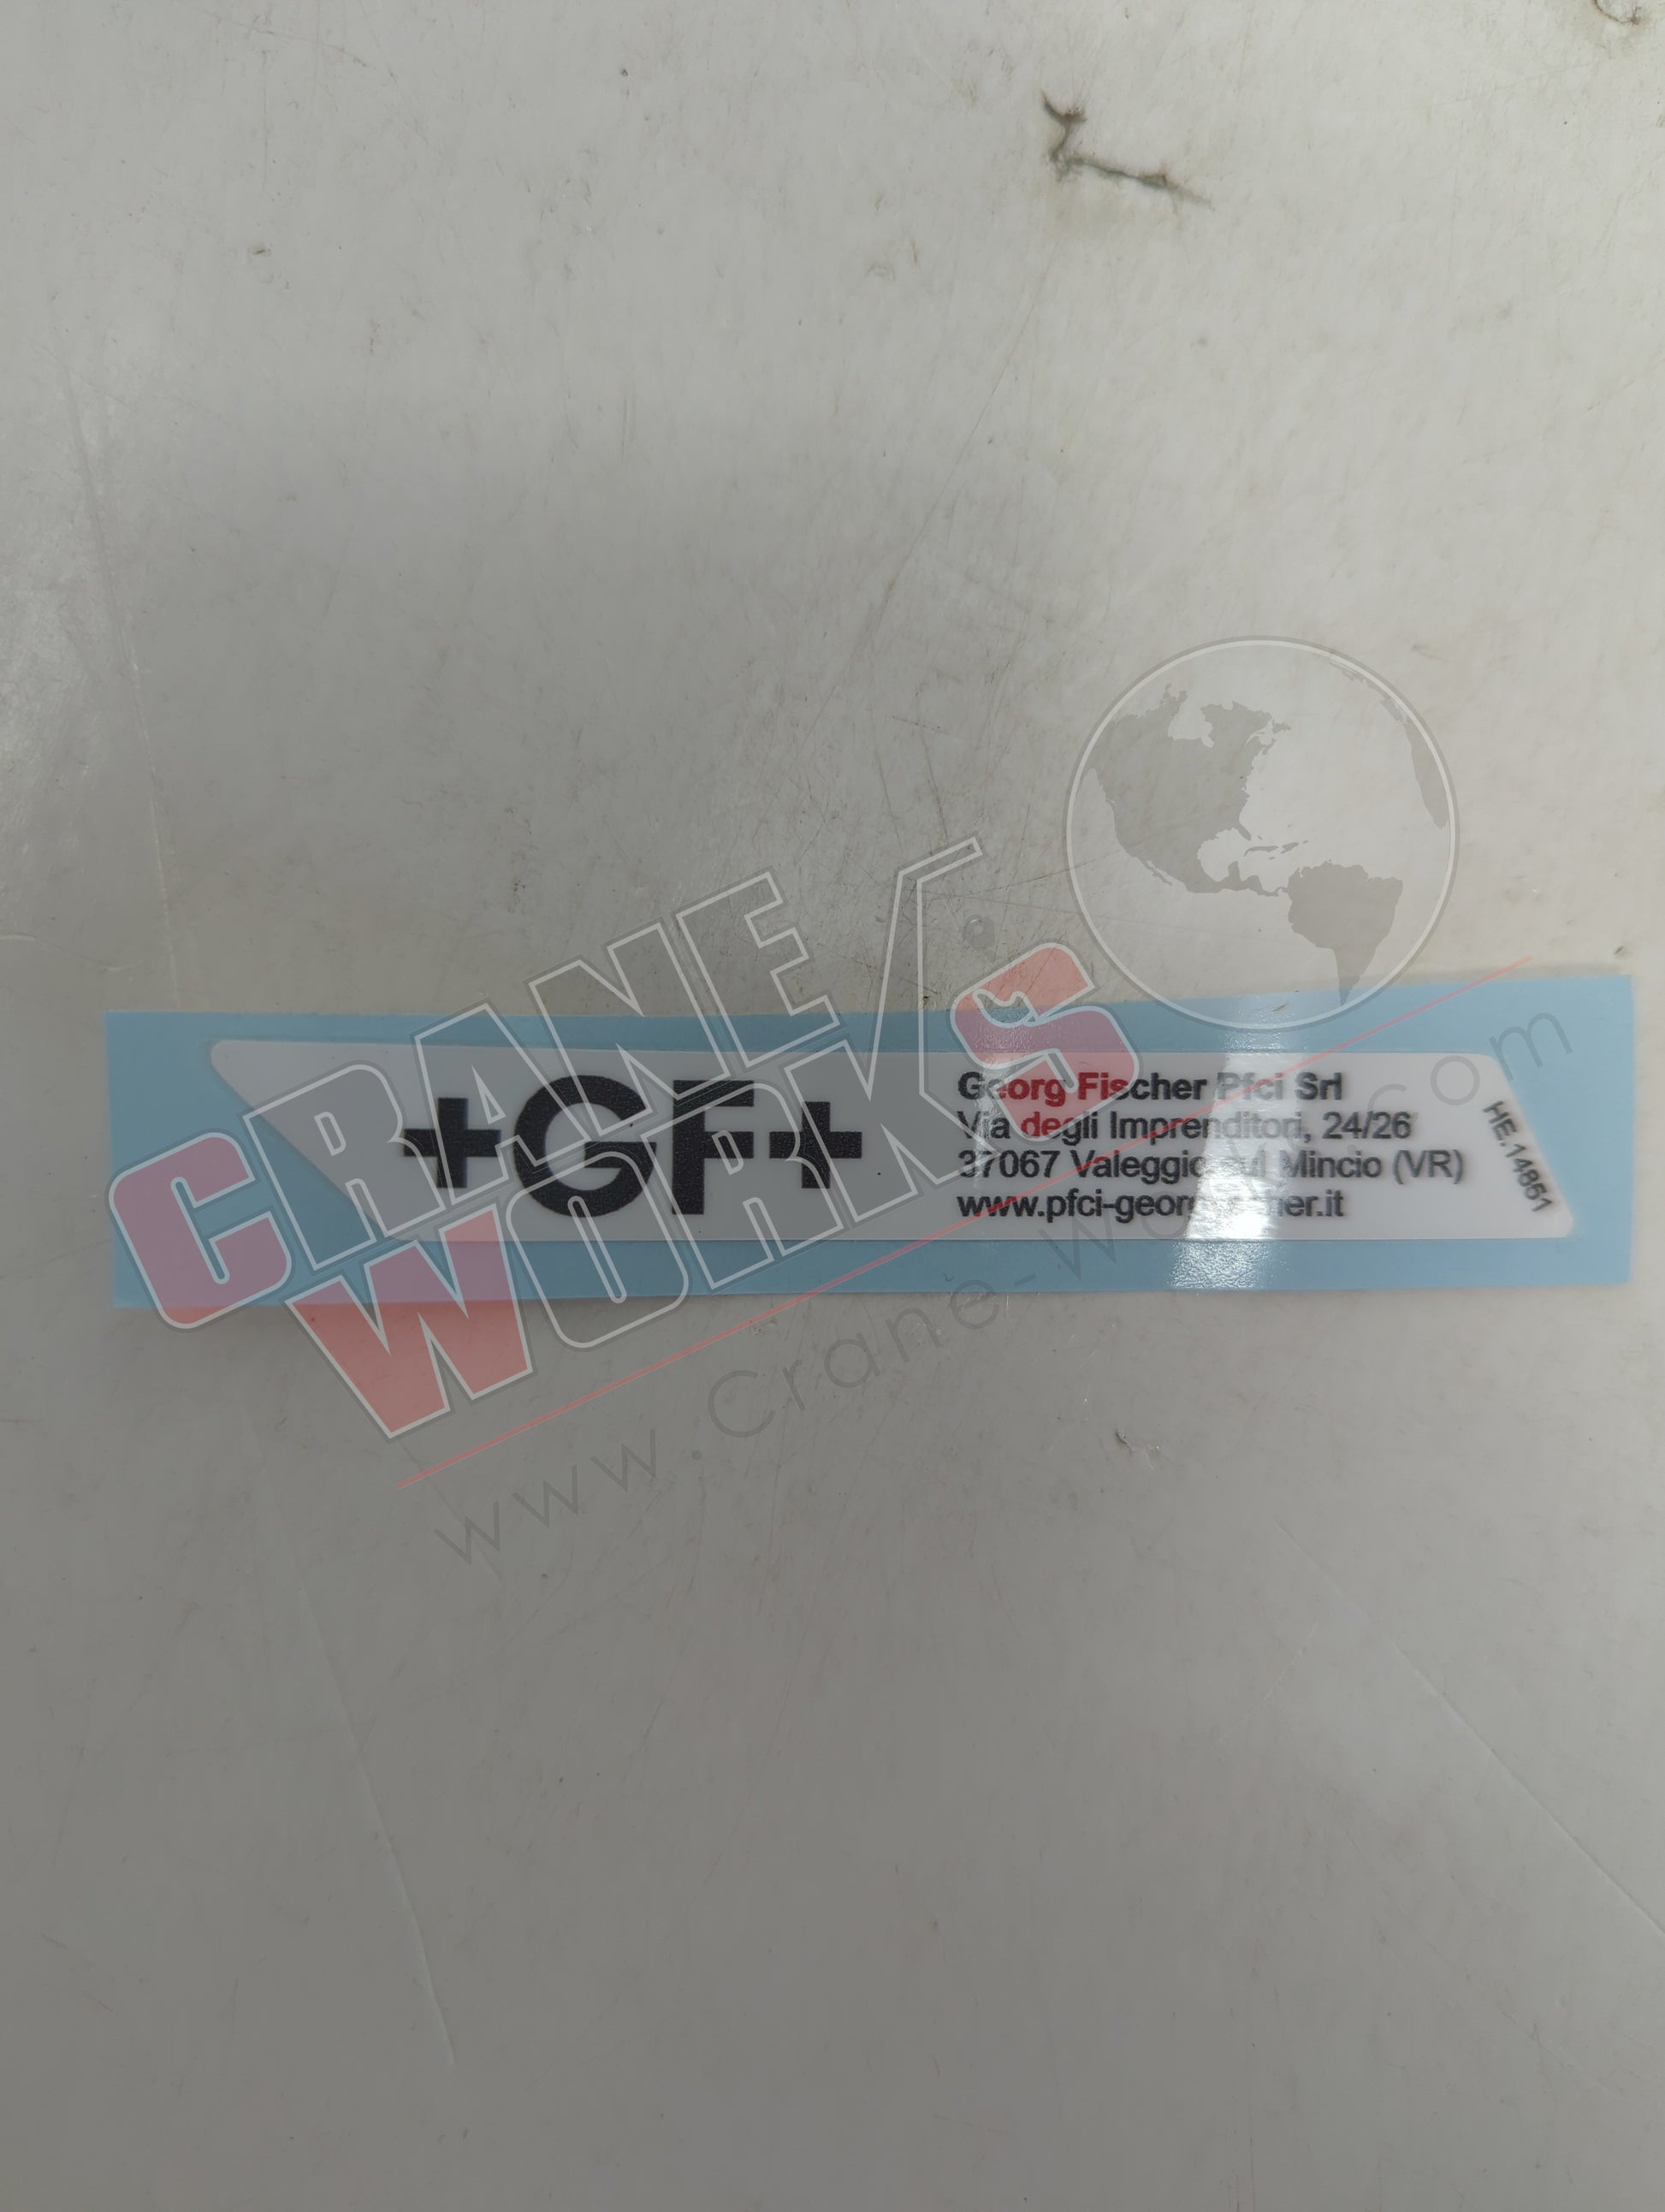 +GF+
Georg Fischer Pfci Srl
Via degli Imprenditori, 24/26
37067 Valeggio sul Mincio (VR)
HE.14851
CRANE
WORKS
www.Crane-works.com